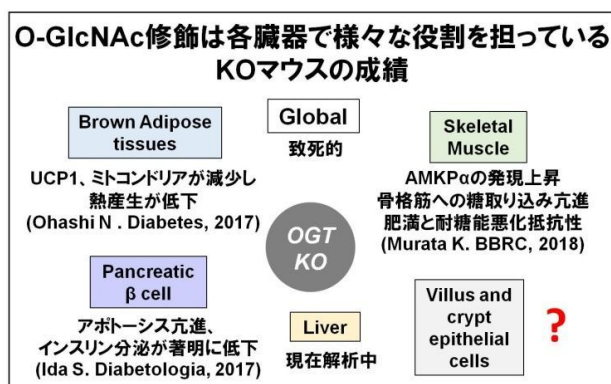 O-GlcNAc修飾は各臓器で様々な役割を担っている
KOマウスの成績
Brown Adipose
tissues
UCP1、ミトコンドリアが減少し
熱産生が低下
(Ohashi N . Diabetes, 2017)
Global
致死的
Skeletal
Muscle
AMKPαの発現上昇
骨格筋への糖取り込み亢進
肥満と耐糖能悪化抵抗性
(Murata K. BBRC, 2018)
OGT
KO
Pancreatic
β cell
アポトーシス亢進、
インスリン分泌が著明に低下
(Ida S. Diabetologia, 2017)
Liver
現在解析中
Villus and
crypt
epithelial
cells
?